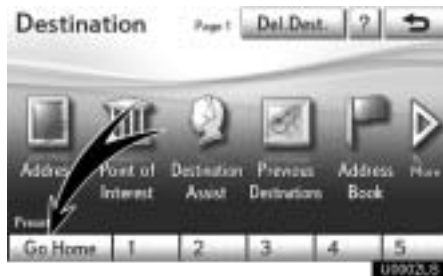 Destination Page 1 Del.Dest. ?
Address Point of Interest Destination Assist Previous Destinations Address Book More
Preset
Go Home 1 2 3 4 5
U0002LS